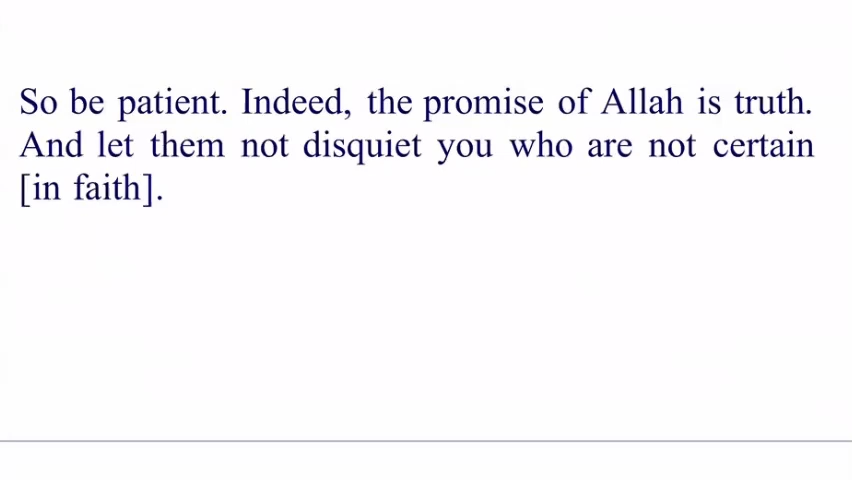 So be patient. Indeed, the promise of Allah is truth.
And let them not disquiet you who are not certain
[in faith].